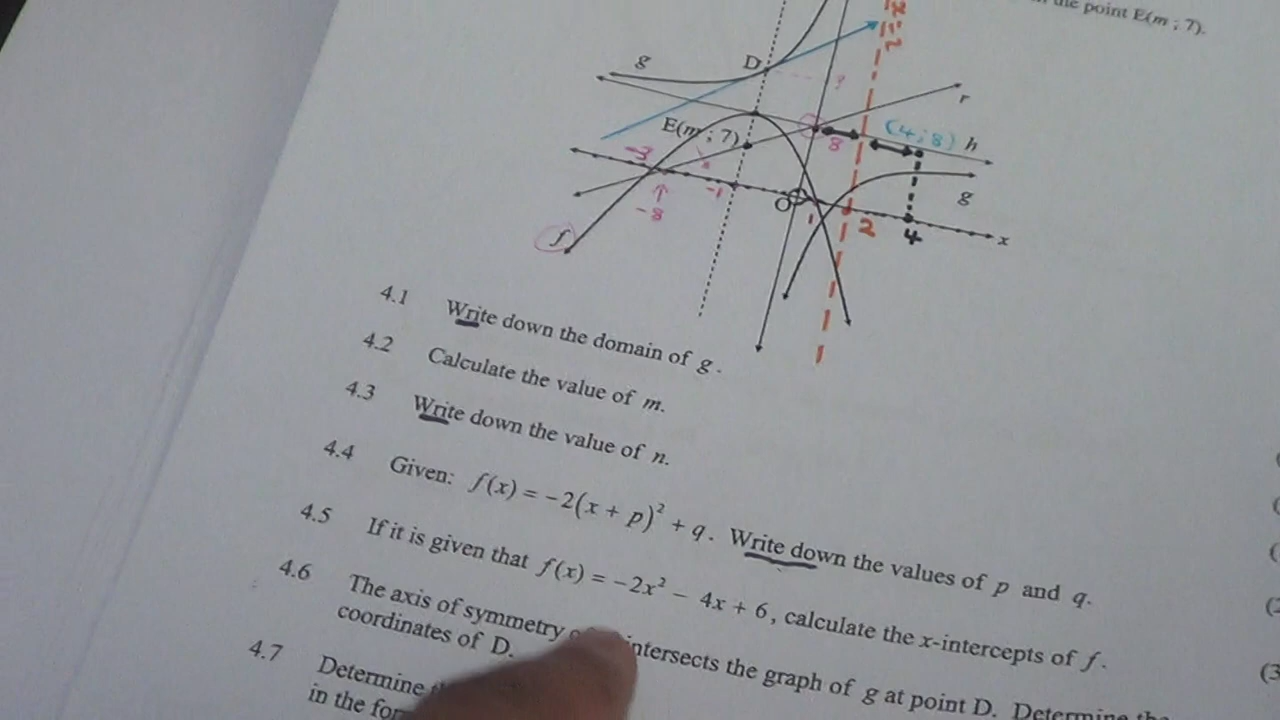 the point E(m ; 7).
g
D
?
r
E(m ; 7)
8
(4 ; 8) h
-3
-1
O
1
g
-8
2
4
x
f
4.1 Write down the domain of g.
4.2 Calculate the value of m.
4.3 Write down the value of n.
4.4 Given: f(x) = −2(x + p)² + q. Write down the values of p and q.
4.5 If it is given that f(x) = −2x² − 4x + 6, calculate the x-intercepts of f.
4.6 The axis of symmetry intersects the graph of g at point D. Determine the
coordinates of D.
4.7 Determine
in the